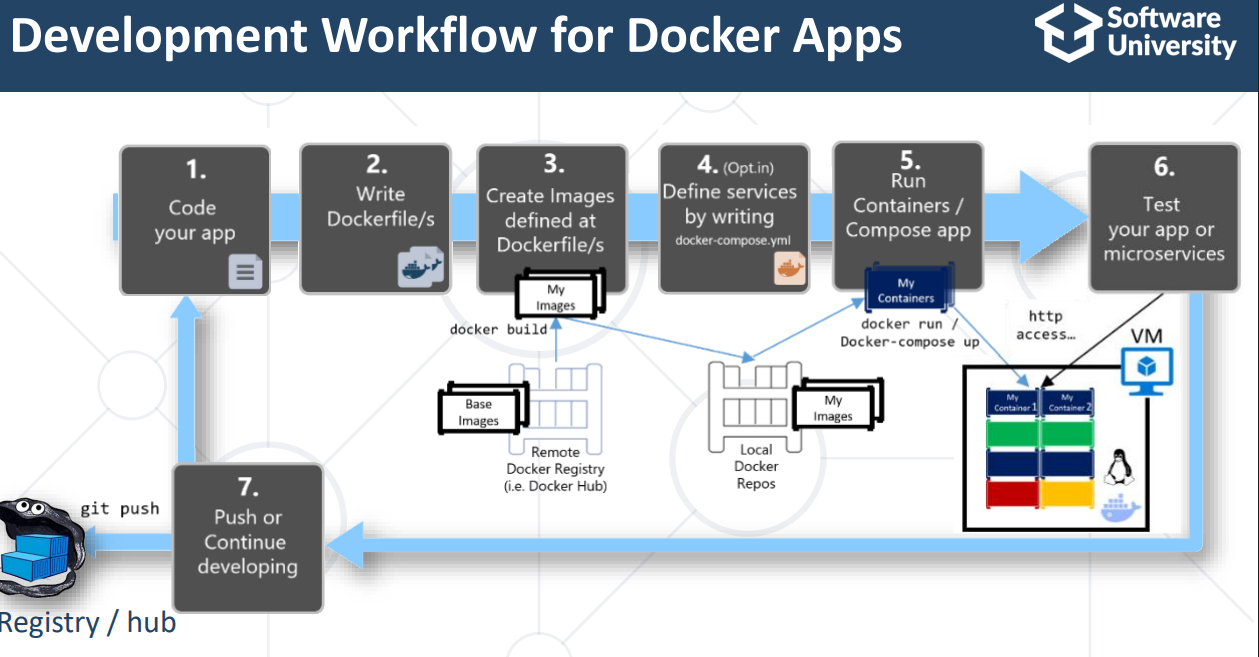 Development Workflow for Docker Apps
Software
University
1.
Code
your app
2.
Write
Dockerfile/s
3.
Create Images
defined at
Dockerfile/s
My
Images
4. (Opt.in)
Define services
by writing
docker-compose.yml
5.
Run
Containers /
Compose app
My
Containers
6.
Test
your app or
microservices
docker build
docker run /
Docker-compose up
http
access...
VM
Base
Images
Remote
Docker Registry
(i.e. Docker Hub)
My
Images
Local
Docker
Repos
My
Container 1
My
Container 2
7.
Push or
Continue
developing
git push
Registry / hub